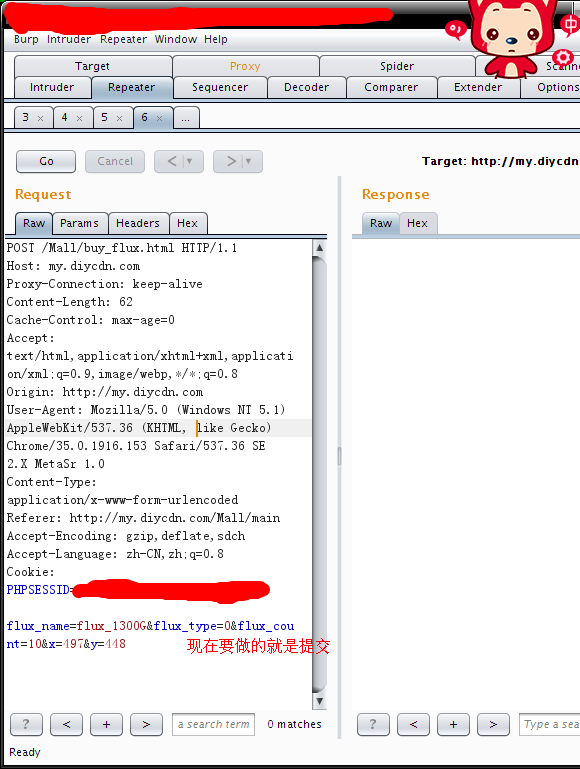 Burp Intruder Repeater Window Help
Target Proxy Spider Scann
Intruder Repeater Sequencer Decoder Comparer Extender Options
3 × 4 × 5 × 6 × ...
Go Cancel < > Target: http://my.diycdn
Request
Response
Raw Params Headers Hex
Raw Hex
POST /Mall/buy_flux.html HTTP/1.1
Host: my.diycdn.com
Proxy-Connection: keep-alive
Content-Length: 62
Cache-Control: max-age=0
Accept:
text/html,application/xhtml+xml,applicati
on/xml;q=0.9,image/webp,*/*;q=0.8
Origin: http://my.diycdn.com
User-Agent: Mozilla/5.0 (Windows NT 5.1)
AppleWebKit/537.36 (KHTML, like Gecko)
Chrome/35.0.1916.153 Safari/537.36 SE
2.X MetaSr 1.0
Content-Type:
application/x-www-form-urlencoded
Referer: http://my.diycdn.com/Mall/main
Accept-Encoding: gzip,deflate,sdch
Accept-Language: zh-CN,zh;q=0.8
Cookie:
PHPSESSID=
flux_name=flux_1300G&flux_type=0&flux_cou
nt=10&x=497&y=448
现在要做的就是提交
? < + > a search term 0 matches
? < + > Type a sea
Ready
中